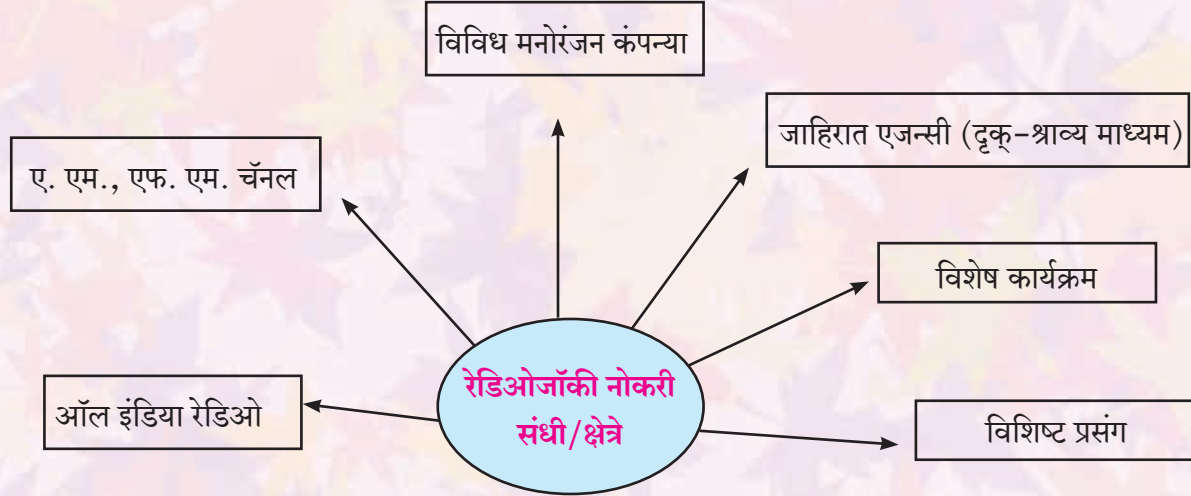 विविध मनोरंजन कंपन्या
जाहिरात एजन्सी (दृक्-श्राव्य माध्यम)
ए. एम., एफ. एम. चॅनल
विशेष कार्यक्रम
रेडिओजॉकी नोकरी
संधी/क्षेत्रे
ऑल इंडिया रेडिओ
विशिष्ट प्रसंग